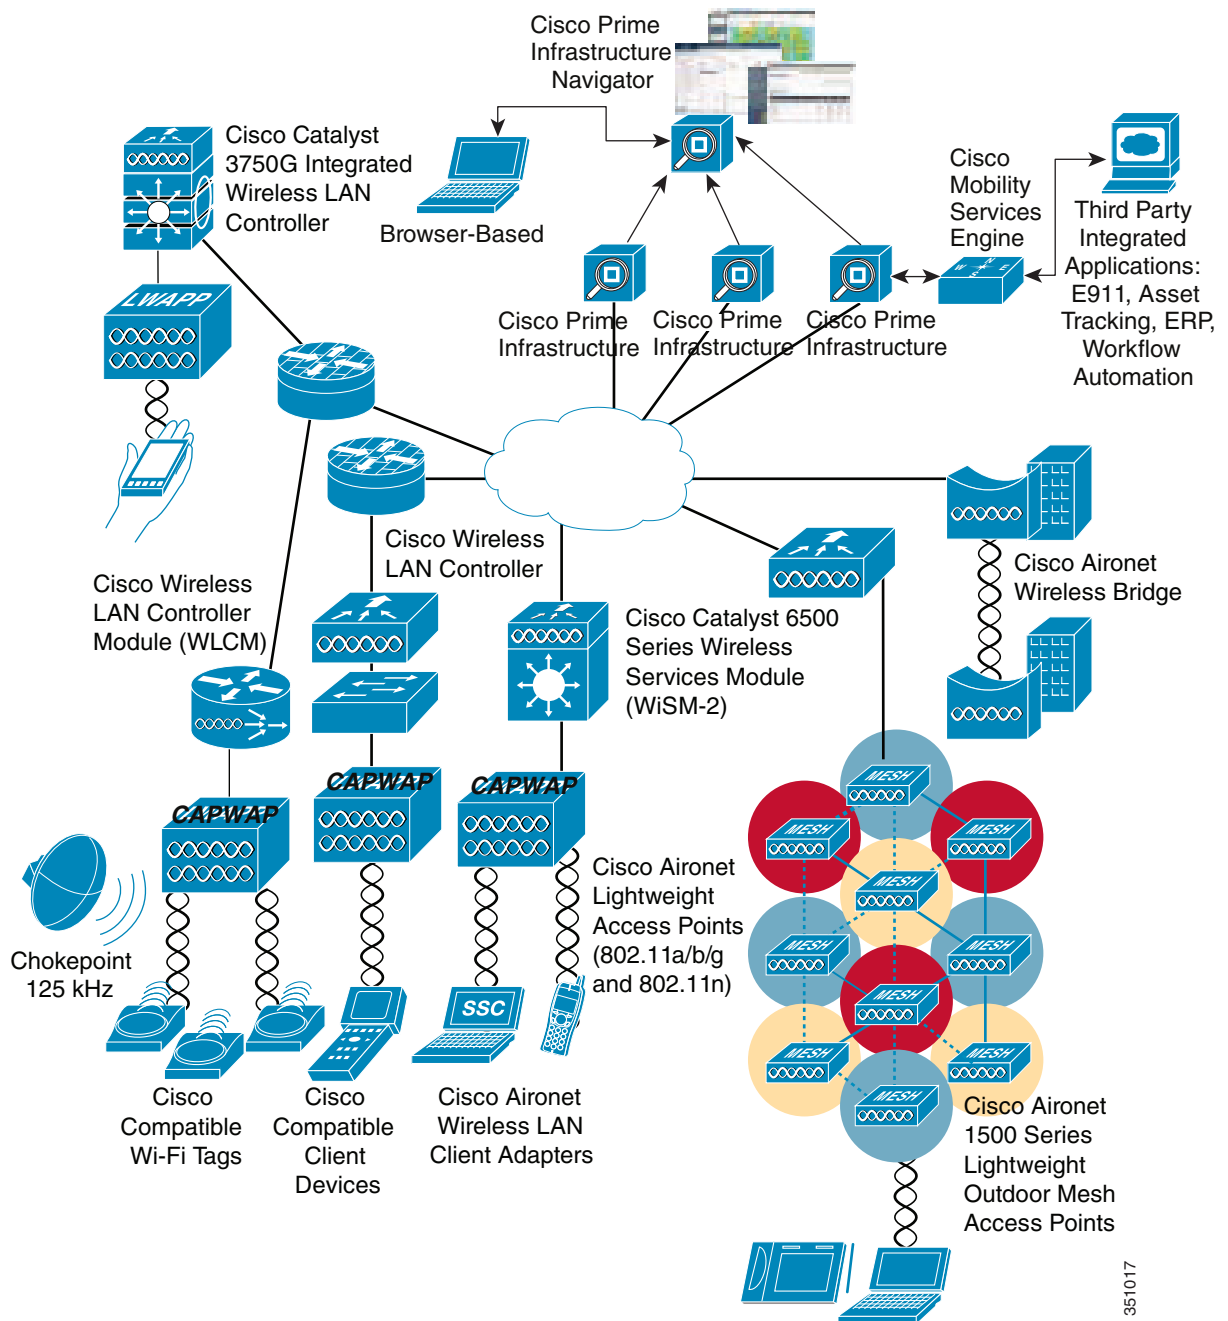 Cisco Prime
Infrastructure
Navigator
Cisco Catalyst
3750G Integrated
Wireless LAN
Controller
Browser-Based
Cisco
Mobility
Services
Engine
Third Party
Integrated
Applications:
E911, Asset
Tracking, ERP,
Workflow
Automation
W
N
S
E
LWAPP
Cisco Prime
Infrastructure
Cisco Prime
Infrastructure
Cisco Prime
Infrastructure
Cisco Wireless
LAN Controller
Cisco Wireless
LAN Controller
Module (WLCM)
Cisco Catalyst 6500
Series Wireless
Services Module
(WiSM-2)
Cisco Aironet
Wireless Bridge
CAPWAP
CAPWAP
CAPWAP
MESH
MESH
MESH
MESH
MESH
MESH
MESH
MESH
MESH
MESH
Cisco Aironet
Lightweight
Access Points
(802.11a/b/g
and 802.11n)
Chokepoint
125 kHz
SSC
Cisco
Compatible
Wi-Fi Tags
Cisco
Compatible
Client
Devices
Cisco Aironet
Wireless LAN
Client Adapters
Cisco Aironet
1500 Series
Lightweight
Outdoor Mesh
Access Points
351017